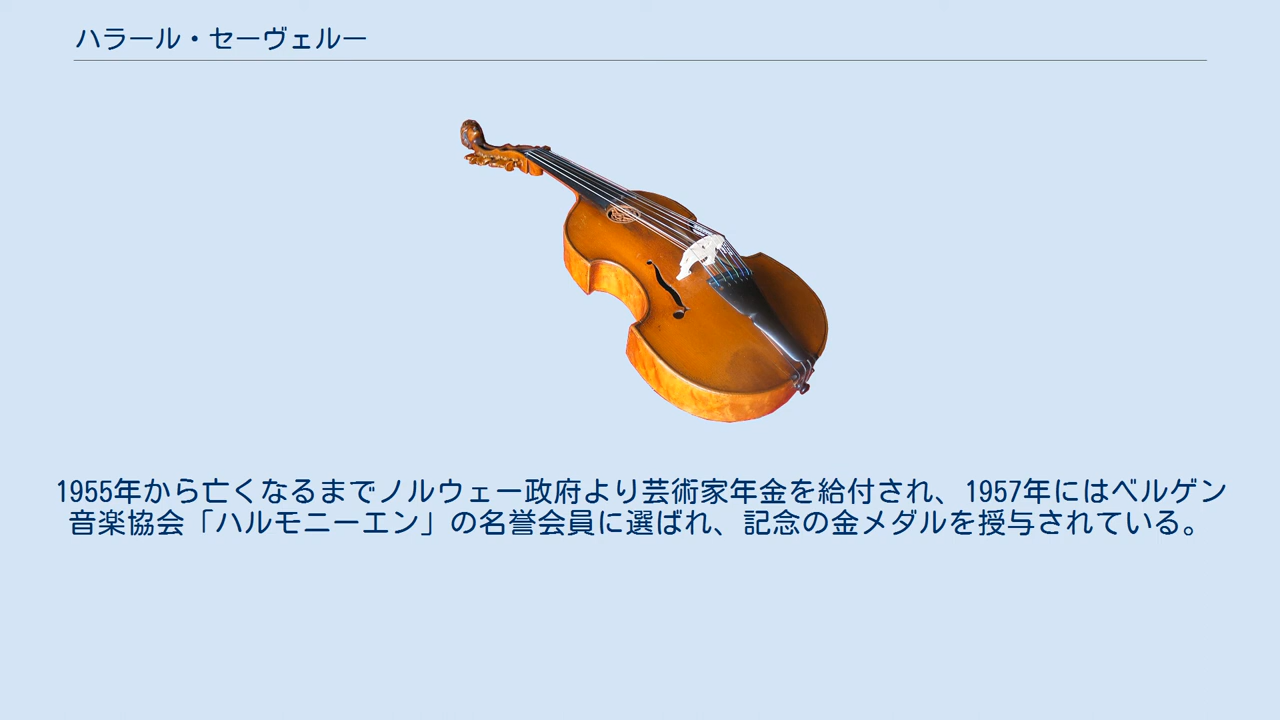 ハラール・セーヴェルー
1955年から亡くなるまでノルウェー政府より芸術家年金を給付され、1957年にはベルゲン
音楽協会「ハルモニーエン」の名誉会員に選ばれ、記念の金メダルを授与されている。